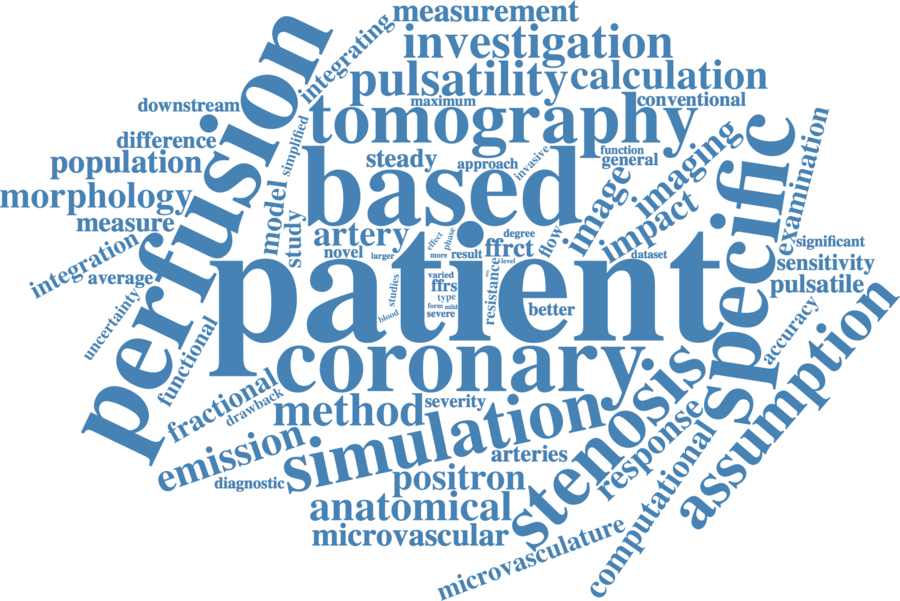 measurement
integrating
investigation
perfusion
pulsatility
calculation
downstream
maximum
conventional
tomography
difference
simplified
population
steady
approach
invasive
function
general
imaging
specific
examination
morphology
based
image
model
measure
study
artery
impact
integration
novel
larger
effect
phase
more
result
degree
ffrct
level
flow
dataset
significant
sensitivity
average
patient
studies
varied
ffrs
type
form
mild
severe
blood
resistance
better
pulsatile
uncertainty
functional
coronary
accuracy
assumption
fractional
drawback
method
severity
simulation
stenosis
response
emission
arteries
diagnostic
positron
computational
anatomical
microvascular
microvasculature